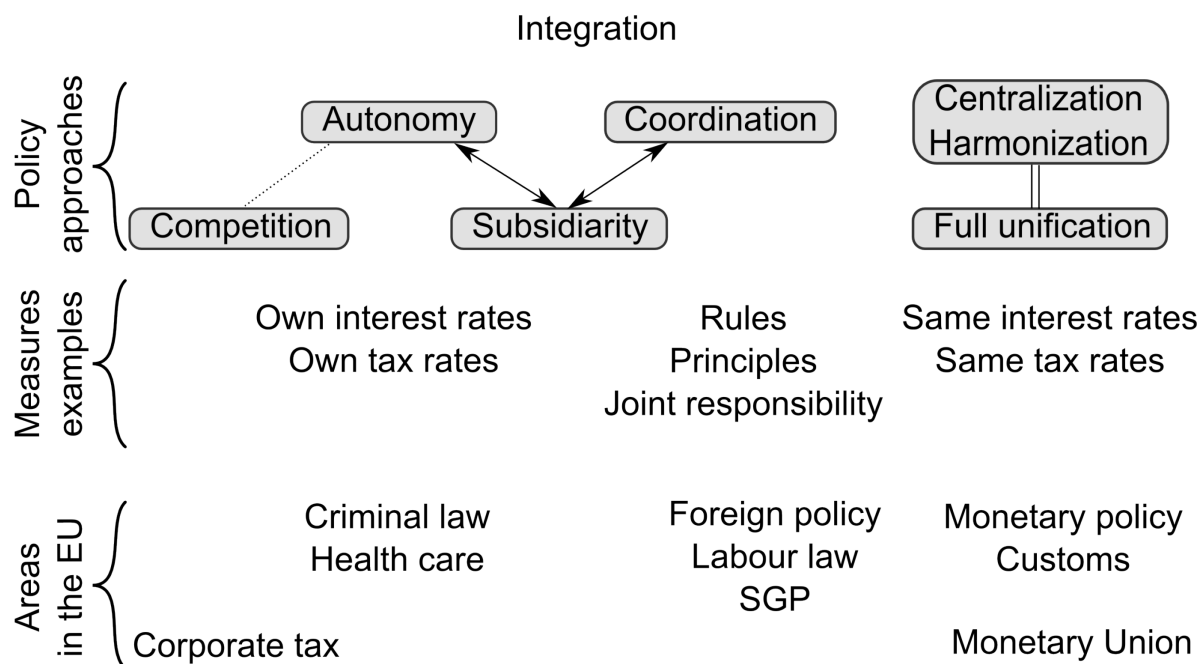 Integration
Policy
approaches
Autonomy
Coordination
Centralization
Harmonization
Competition
Subsidiarity
Full unification
Measures
examples
Own interest rates
Own tax rates
Rules
Principles
Joint responsibility
Same interest rates
Same tax rates
Areas
in the EU
Criminal law
Health care
Foreign policy
Labour law
SGP
Monetary policy
Customs
Corporate tax
Monetary Union